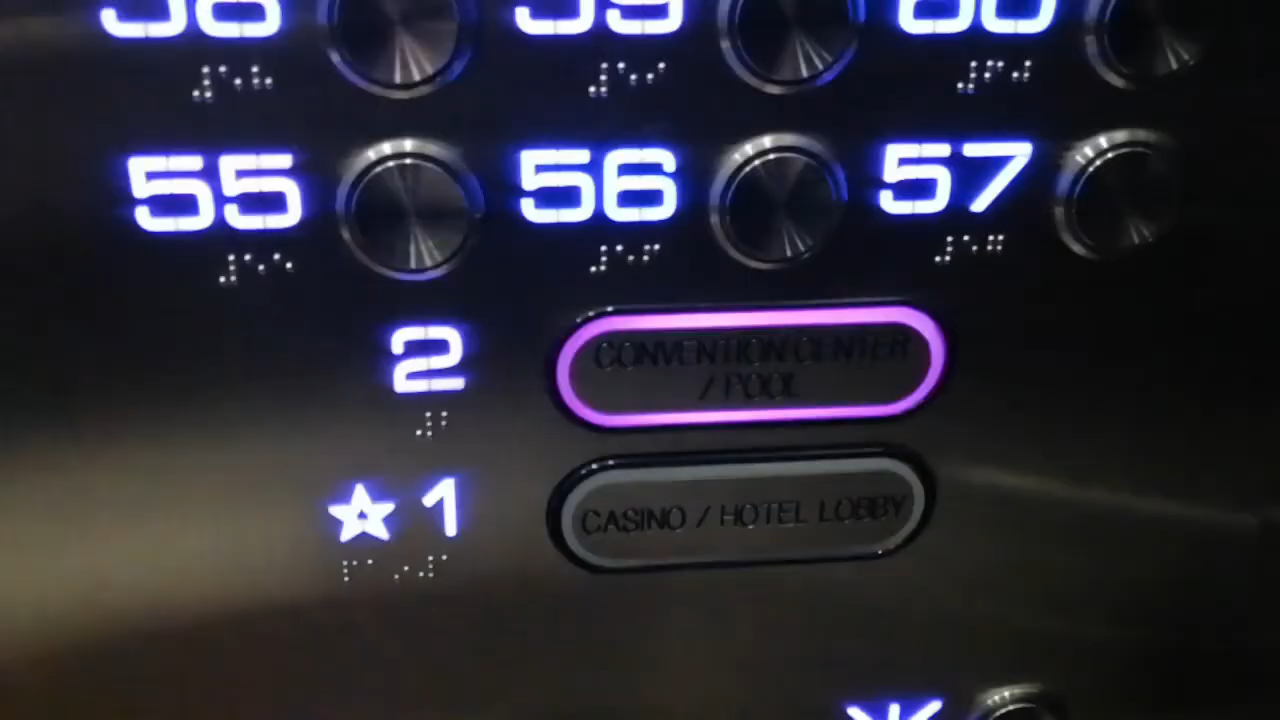 58 59 60
55 56 57
2 CONVENTION CENTER
/ POOL
★ 1 CASINO / HOTEL LOBBY